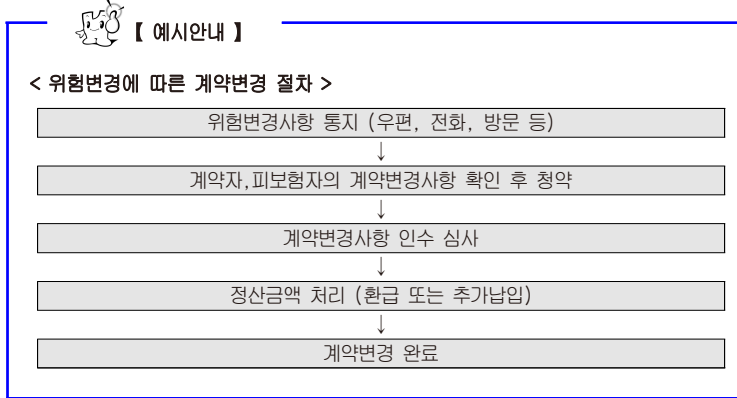 【 예시안내 】
< 위험변경에 따른 계약변경 절차 >
위험변경사항 통지 (우편, 전화, 방문 등)
↓
계약자,피보험자의 계약변경사항 확인 후 청약
↓
계약변경사항 인수 심사
↓
정산금액 처리 (환급 또는 추가납입)
↓
계약변경 완료